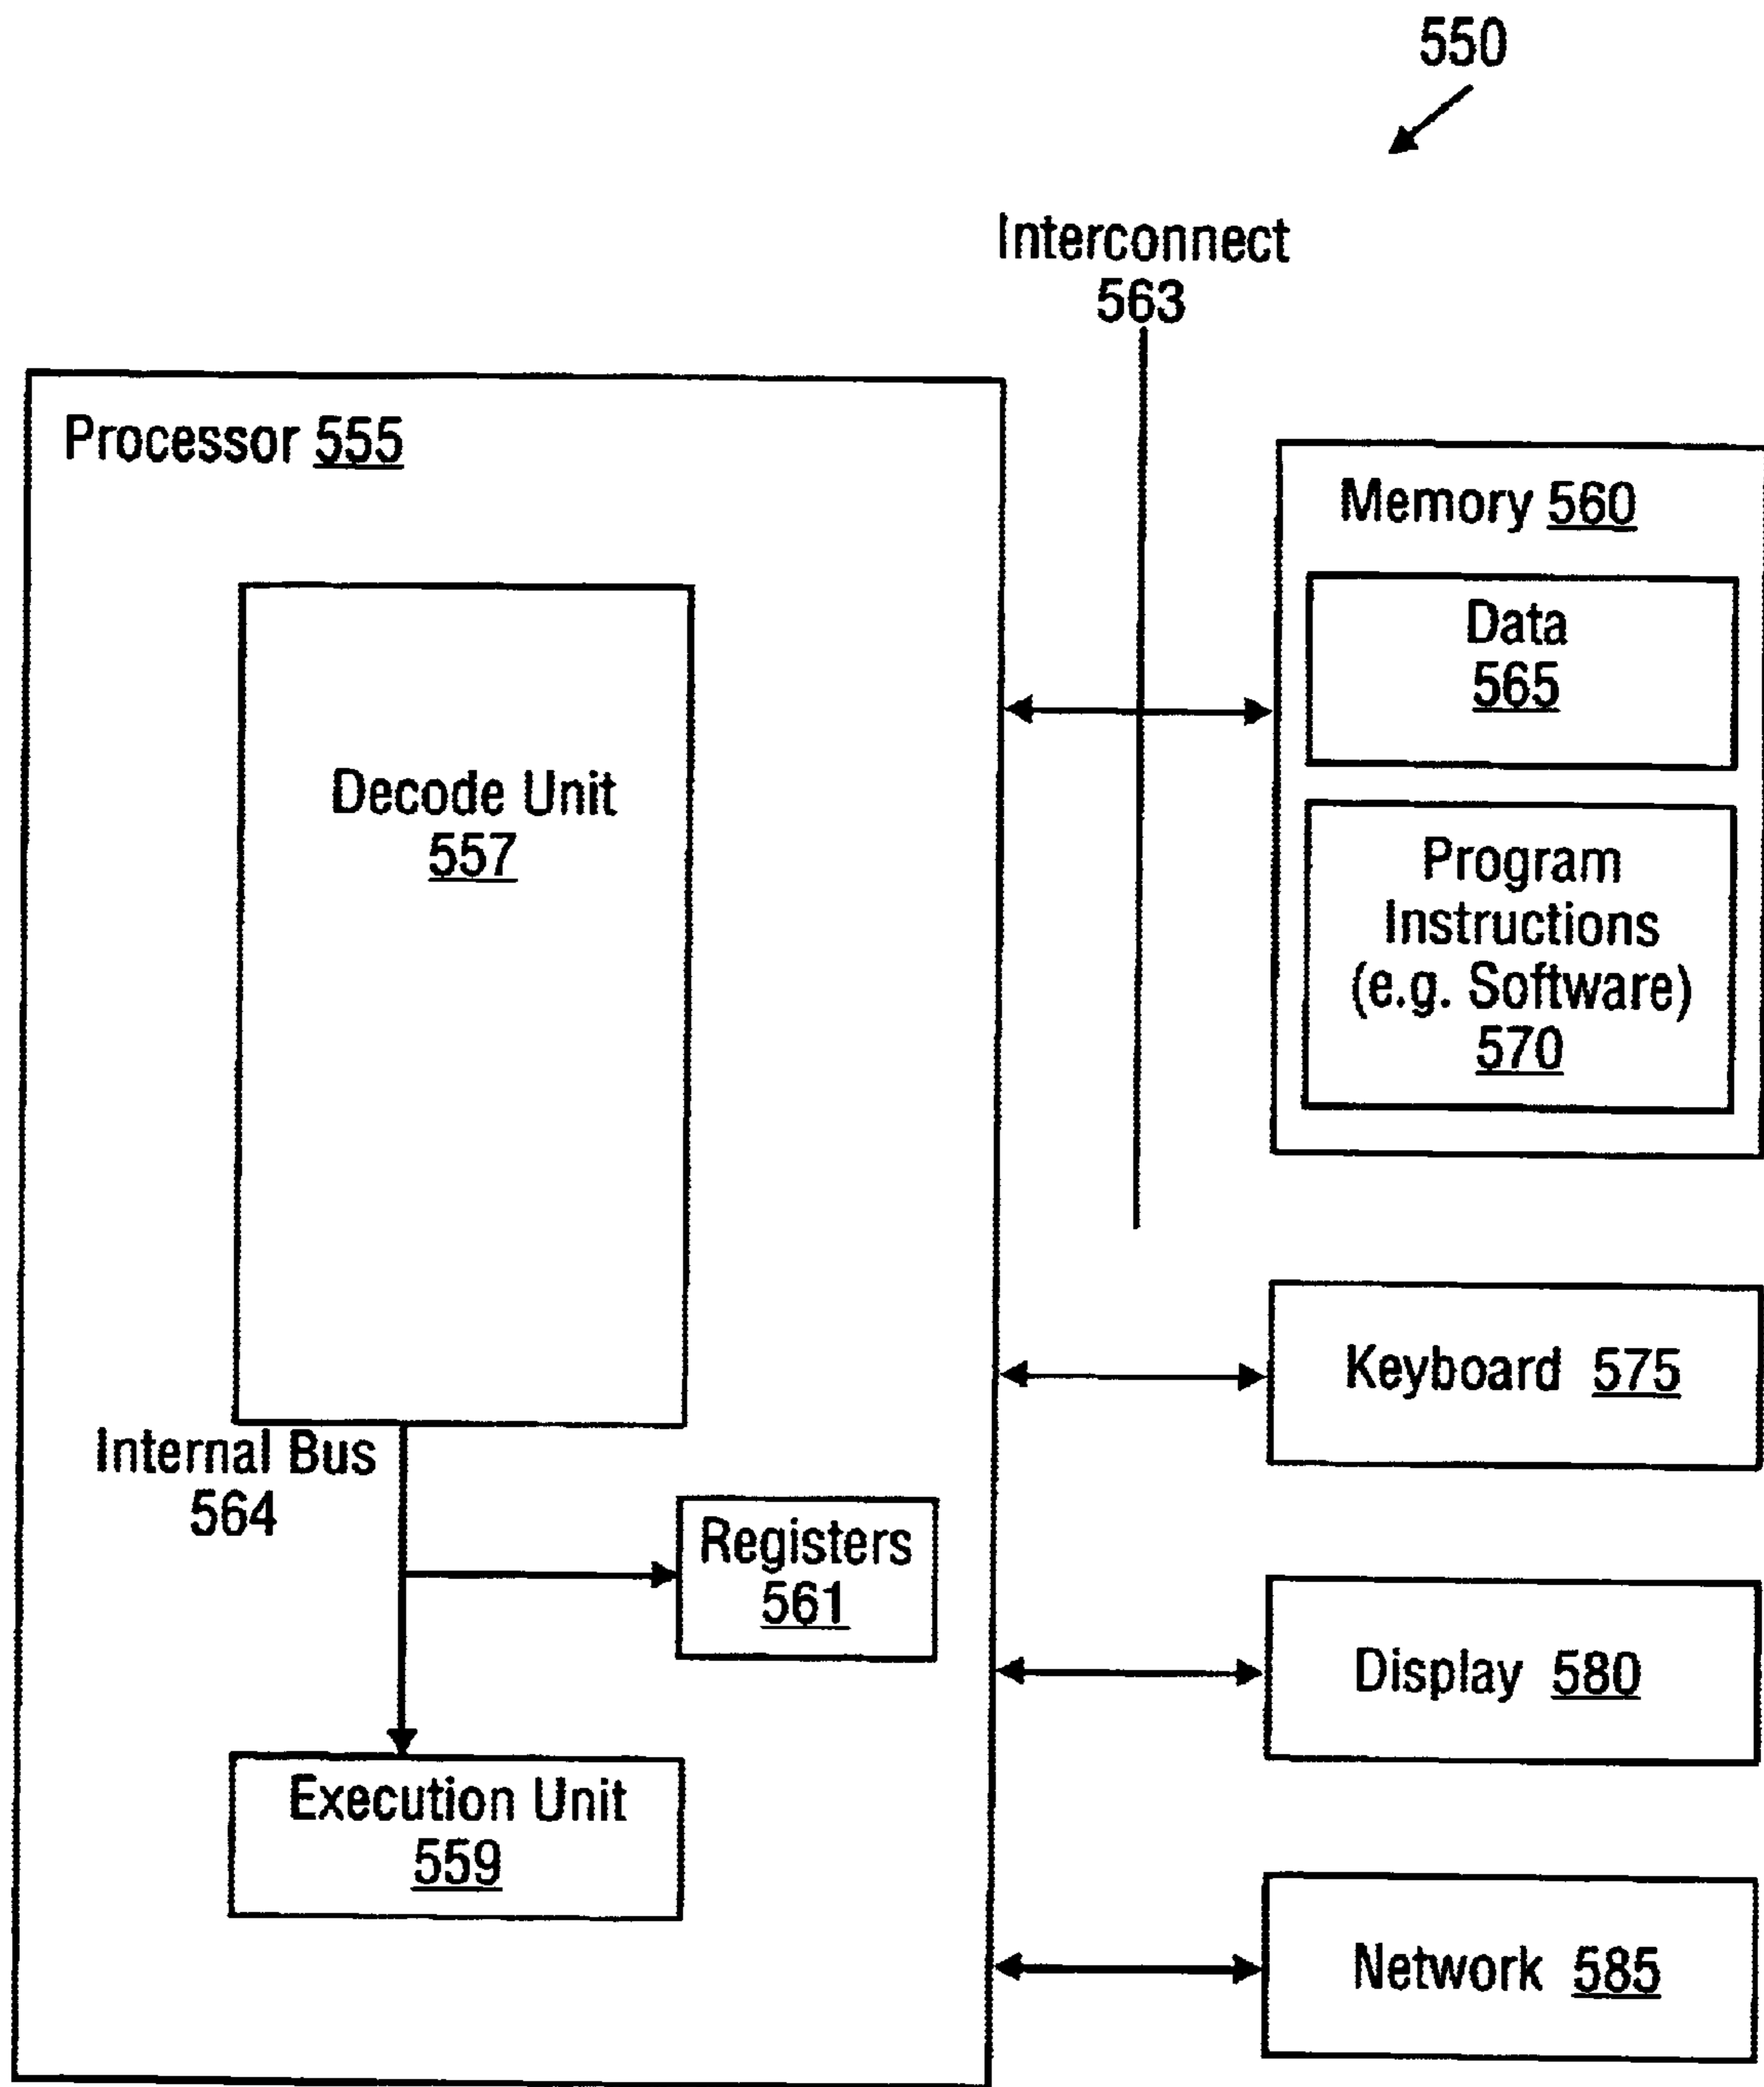 550
Interconnect
563
Processor 555
Memory 560
Data
565
Decode Unit
557
Program
Instructions
(e.g. Software)
570
Keyboard 575
Internal Bus
564
Registers
561
Display 580
Execution Unit
559
Network 585